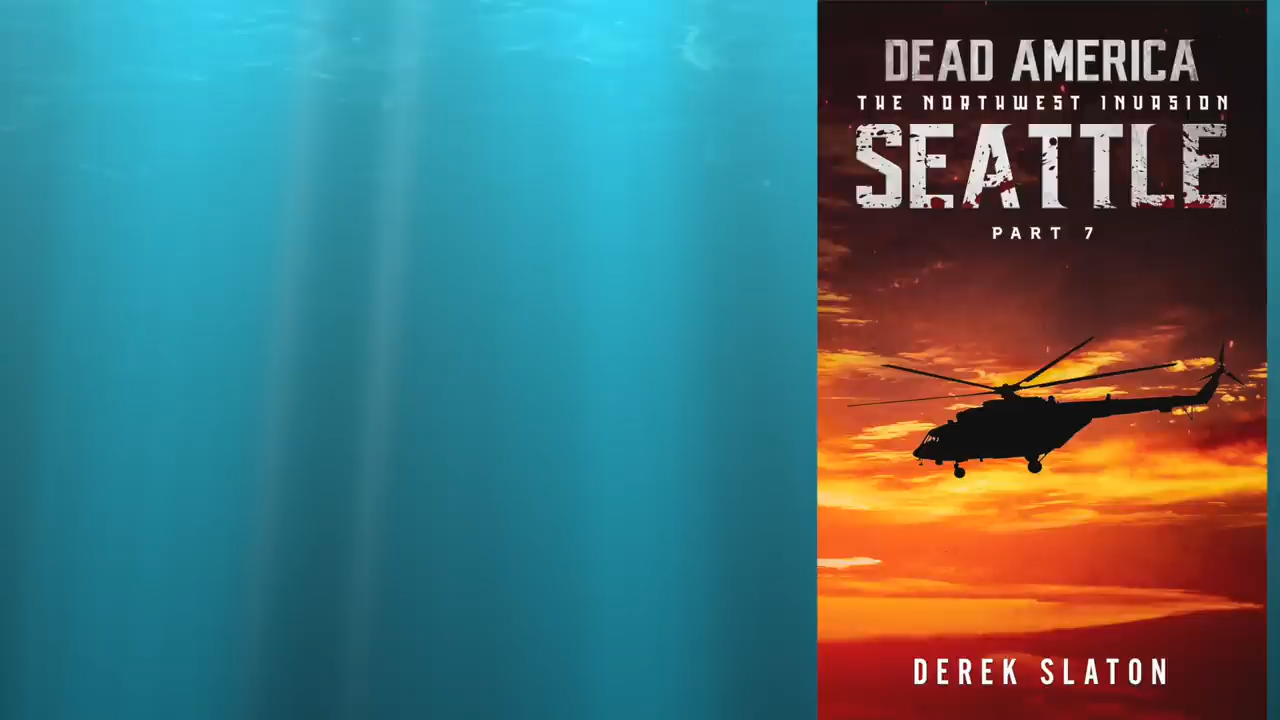 DEAD AMERICA
THE NORTHWEST INVASION
SEATTLE
PART 7
DEREK SLATON